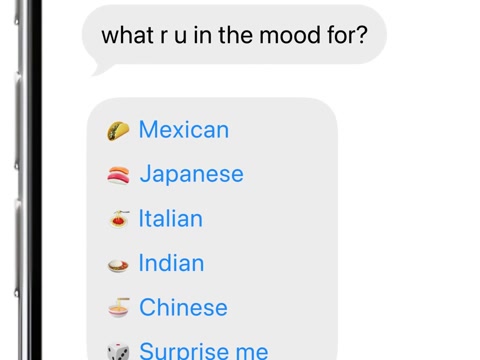 what r u in the mood for?
🌮 Mexican
🍣 Japanese
🍝 Italian
🍛 Indian
🍜 Chinese
🎲 Surprise me